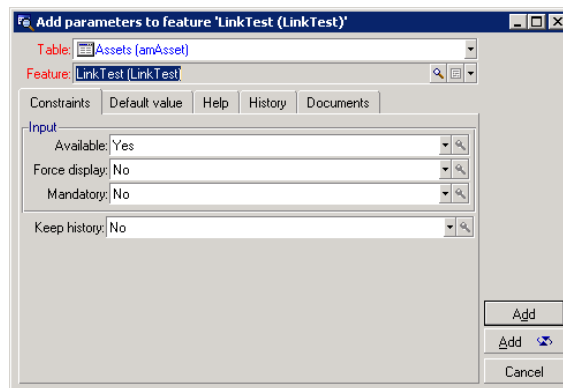 Add parameters to feature 'LinkTest (LinkTest)'
Table: Assets (amAsset)
Feature: LinkTest (LinkTest)
Constraints Default value Help History Documents
Input
Available: Yes
Force display: No
Mandatory: No
Keep history: No
Add
Add
Cancel